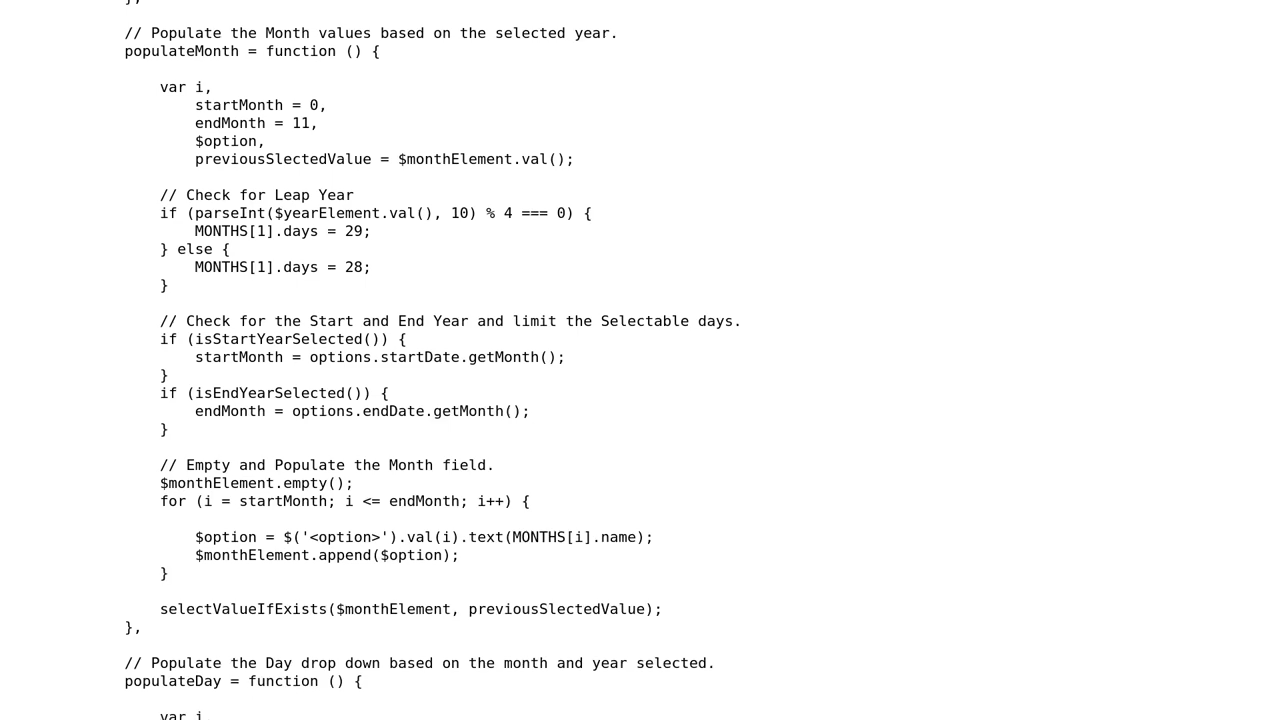 },
// Populate the Month values based on the selected year.
populateMonth = function () {
var i,
startMonth = 0,
endMonth = 11,
$option,
previousSlectedValue = $monthElement.val();
// Check for Leap Year
if (parseInt($yearElement.val(), 10) % 4 === 0) {
MONTHS[1].days = 29;
} else {
MONTHS[1].days = 28;
}
// Check for the Start and End Year and limit the Selectable days.
if (isStartYearSelected()) {
startMonth = options.startDate.getMonth();
}
if (isEndYearSelected()) {
endMonth = options.endDate.getMonth();
}
// Empty and Populate the Month field.
$monthElement.empty();
for (i = startMonth; i <= endMonth; i++) {
$option = $('<option>').val(i).text(MONTHS[i].name);
$monthElement.append($option);
}
selectValueIfExists($monthElement, previousSlectedValue);
},
// Populate the Day drop down based on the month and year selected.
populateDay = function () {
var i,